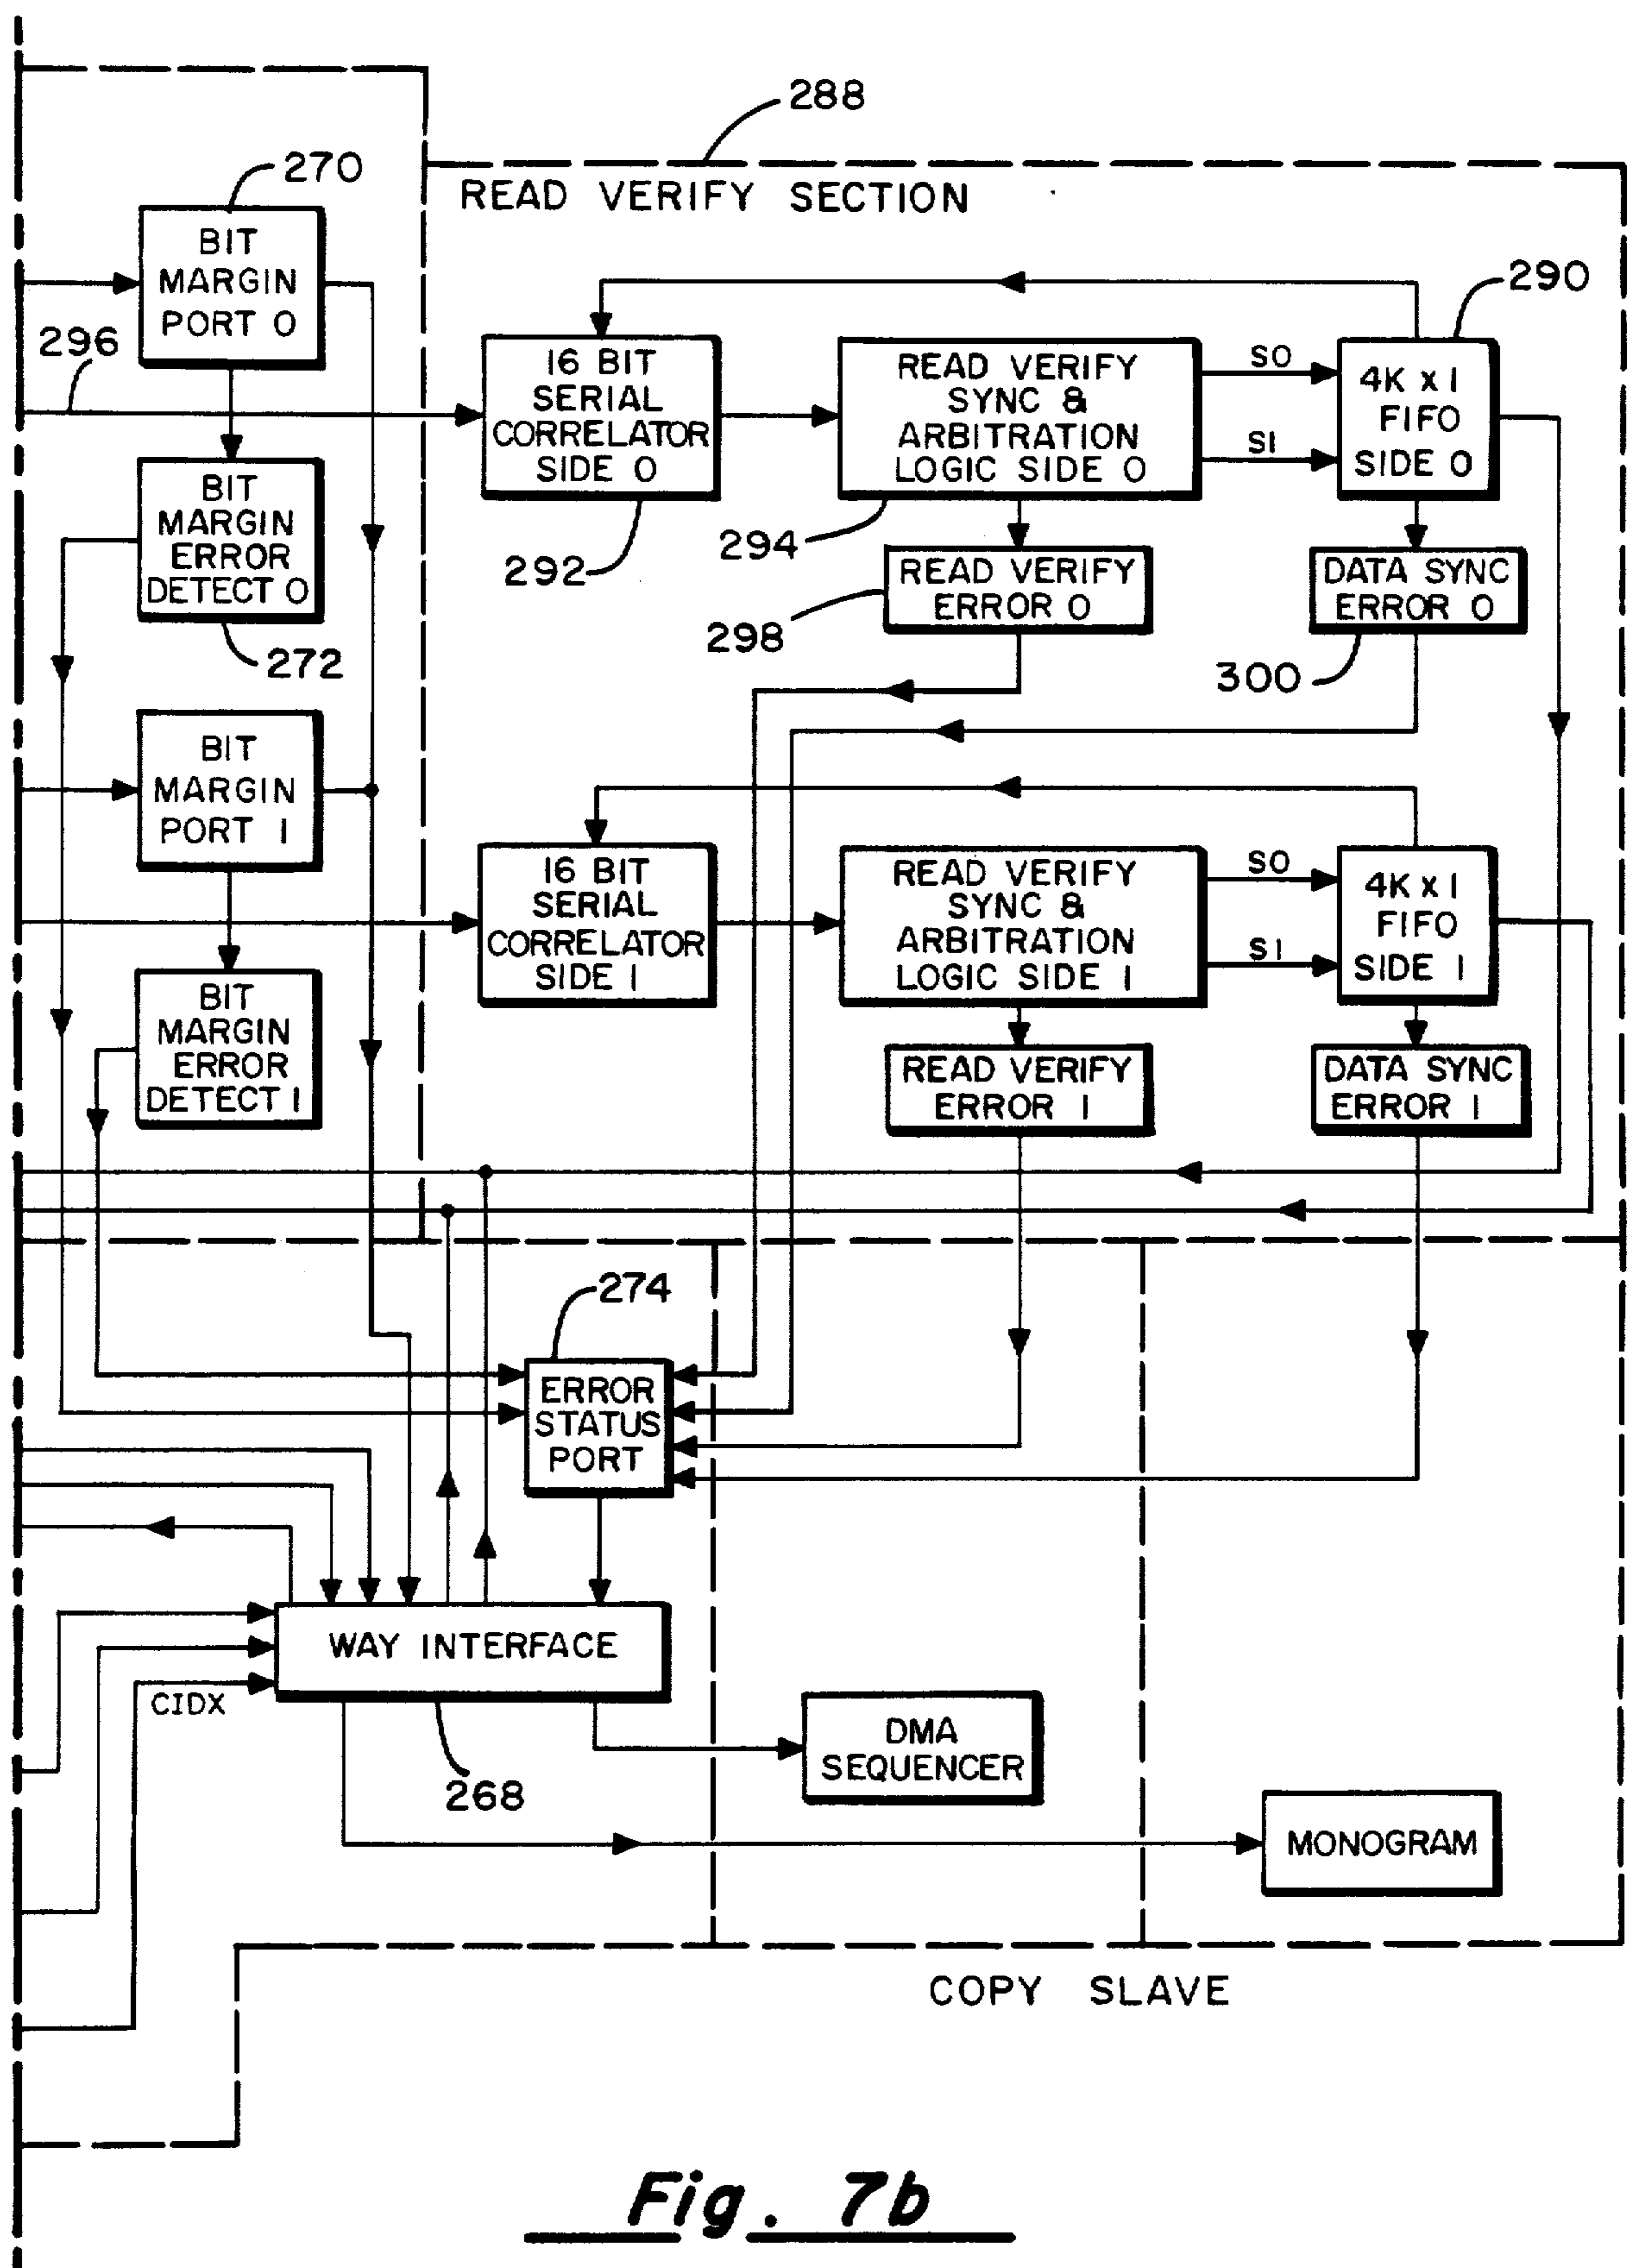 288
READ VERIFY SECTION
270
BIT
MARGIN
PORT 0
296
290
16 BIT
SERIAL
CORRELATOR
SIDE 0
READ VERIFY
SYNC &
ARBITRATION
LOGIC SIDE 0
S0
S1
4K x 1
FIFO
SIDE 0
BIT
MARGIN
ERROR
DETECT 0
272
292
294
READ VERIFY
ERROR 0
298
DATA SYNC
ERROR 0
300
BIT
MARGIN
PORT 1
16 BIT
SERIAL
CORRELATOR
SIDE 1
READ VERIFY
SYNC &
ARBITRATION
LOGIC SIDE 1
S0
S1
4K x 1
FIFO
SIDE 1
BIT
MARGIN
ERROR
DETECT 1
READ VERIFY
ERROR 1
DATA SYNC
ERROR 1
274
ERROR
STATUS
PORT
WAY INTERFACE
CIDX
268
DMA
SEQUENCER
MONOGRAM
COPY SLAVE
Fig. 7b